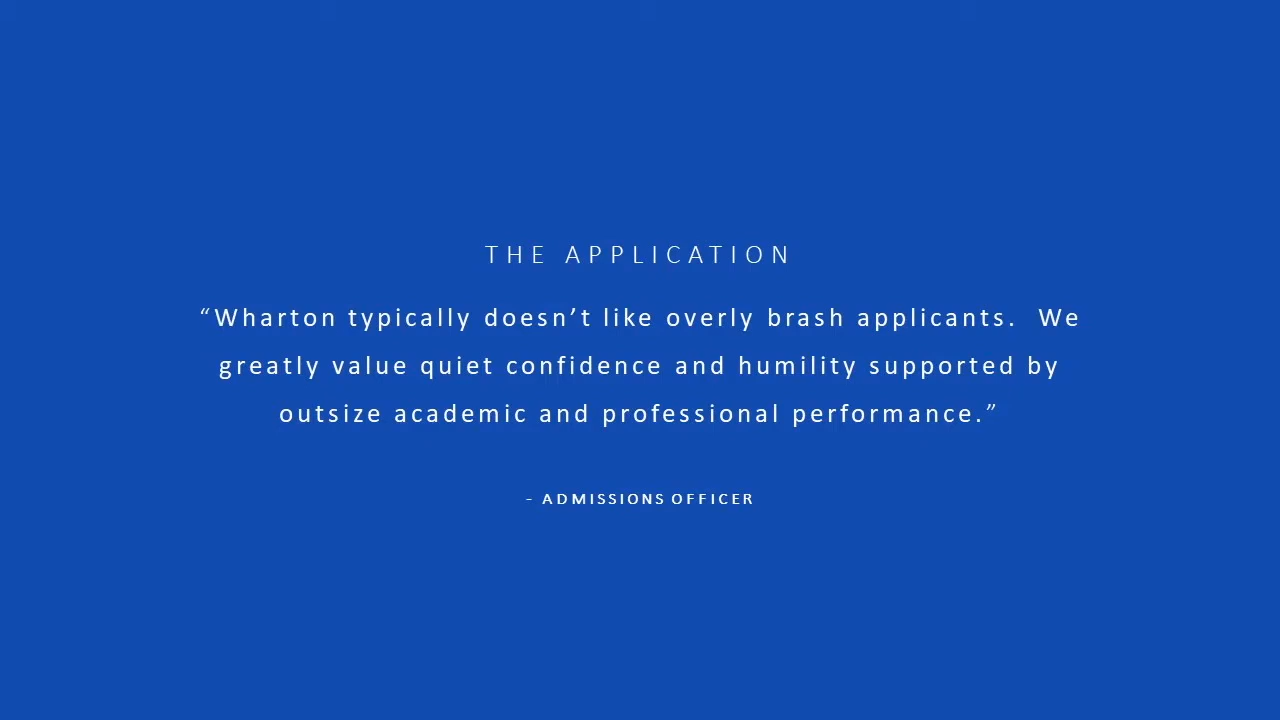 THE APPLICATION
“Wharton typically doesn’t like overly brash applicants.  We
greatly value quiet confidence and humility supported by
outsize academic and professional performance.”
- ADMISSIONS OFFICER